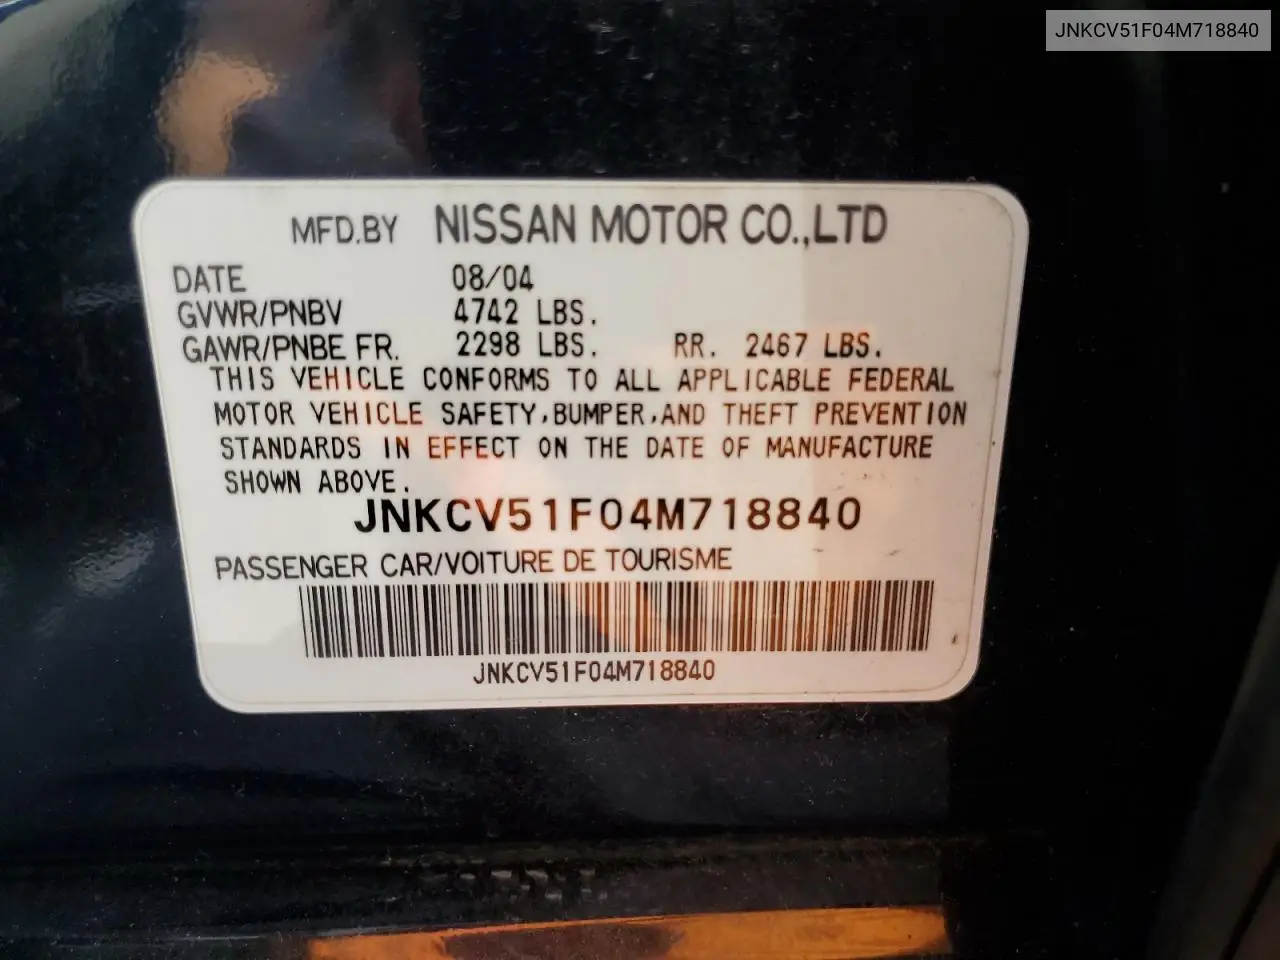 JNKCV51F04M718840
MFD.BY NISSAN MOTOR CO.,LTD
DATE 08/04
GVWR/PNBV 4742 LBS.
GAWR/PNBE FR. 2298 LBS. RR. 2467 LBS.
THIS VEHICLE CONFORMS TO ALL APPLICABLE FEDERAL
MOTOR VEHICLE SAFETY,BUMPER,AND THEFT PREVENTION
STANDARDS IN EFFECT ON THE DATE OF MANUFACTURE
SHOWN ABOVE.
JNKCV51F04M718840
PASSENGER CAR/VOITURE DE TOURISME
JNKCV51F04M718840